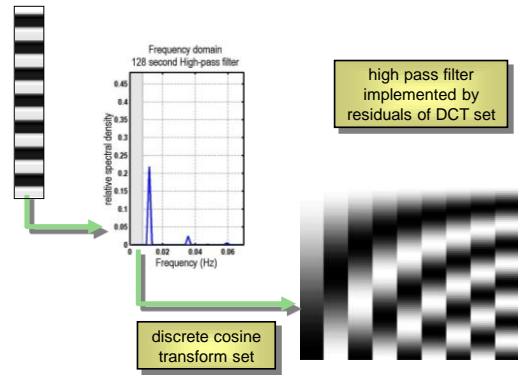 Frequency domain
128 second High-pass filter
relative spectral density
0.45
0.4
0.35
0.3
0.25
0.2
0.15
0.1
0.05
0
0
0.02
0.04
0.06
Frequency (Hz)
high pass filter
implemented by
residuals of DCT set
discrete cosine
transform set